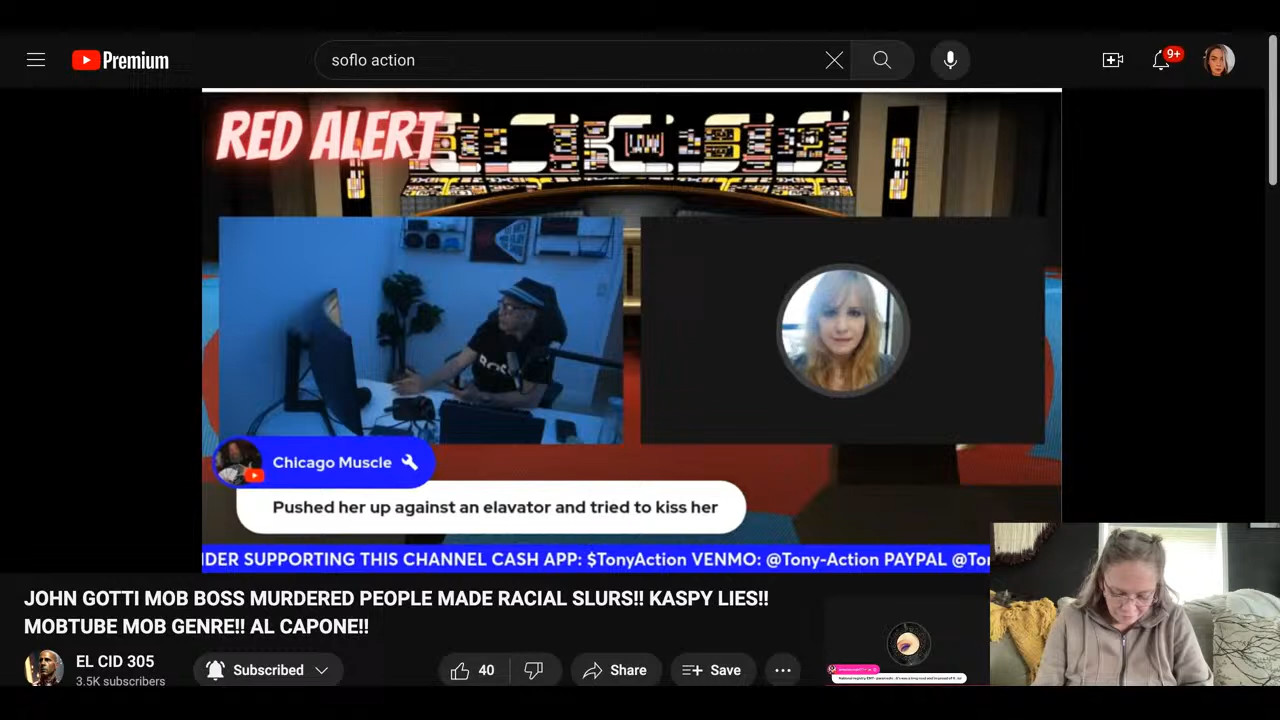 Premium
soflo action
9+
RED ALERT
Chicago Muscle
Pushed her up against an elavator and tried to kiss her
DER SUPPORTING THIS CHANNEL CASH APP: $TonyAction VENMO: @Tony-Action PAYPAL @To
JOHN GOTTI MOB BOSS MURDERED PEOPLE MADE RACIAL SLURS!! KASPY LIES!!
MOBTUBE MOB GENRE!! AL CAPONE!!
EL CID 305
3.5K subscribers
Subscribed
40
Share
Save